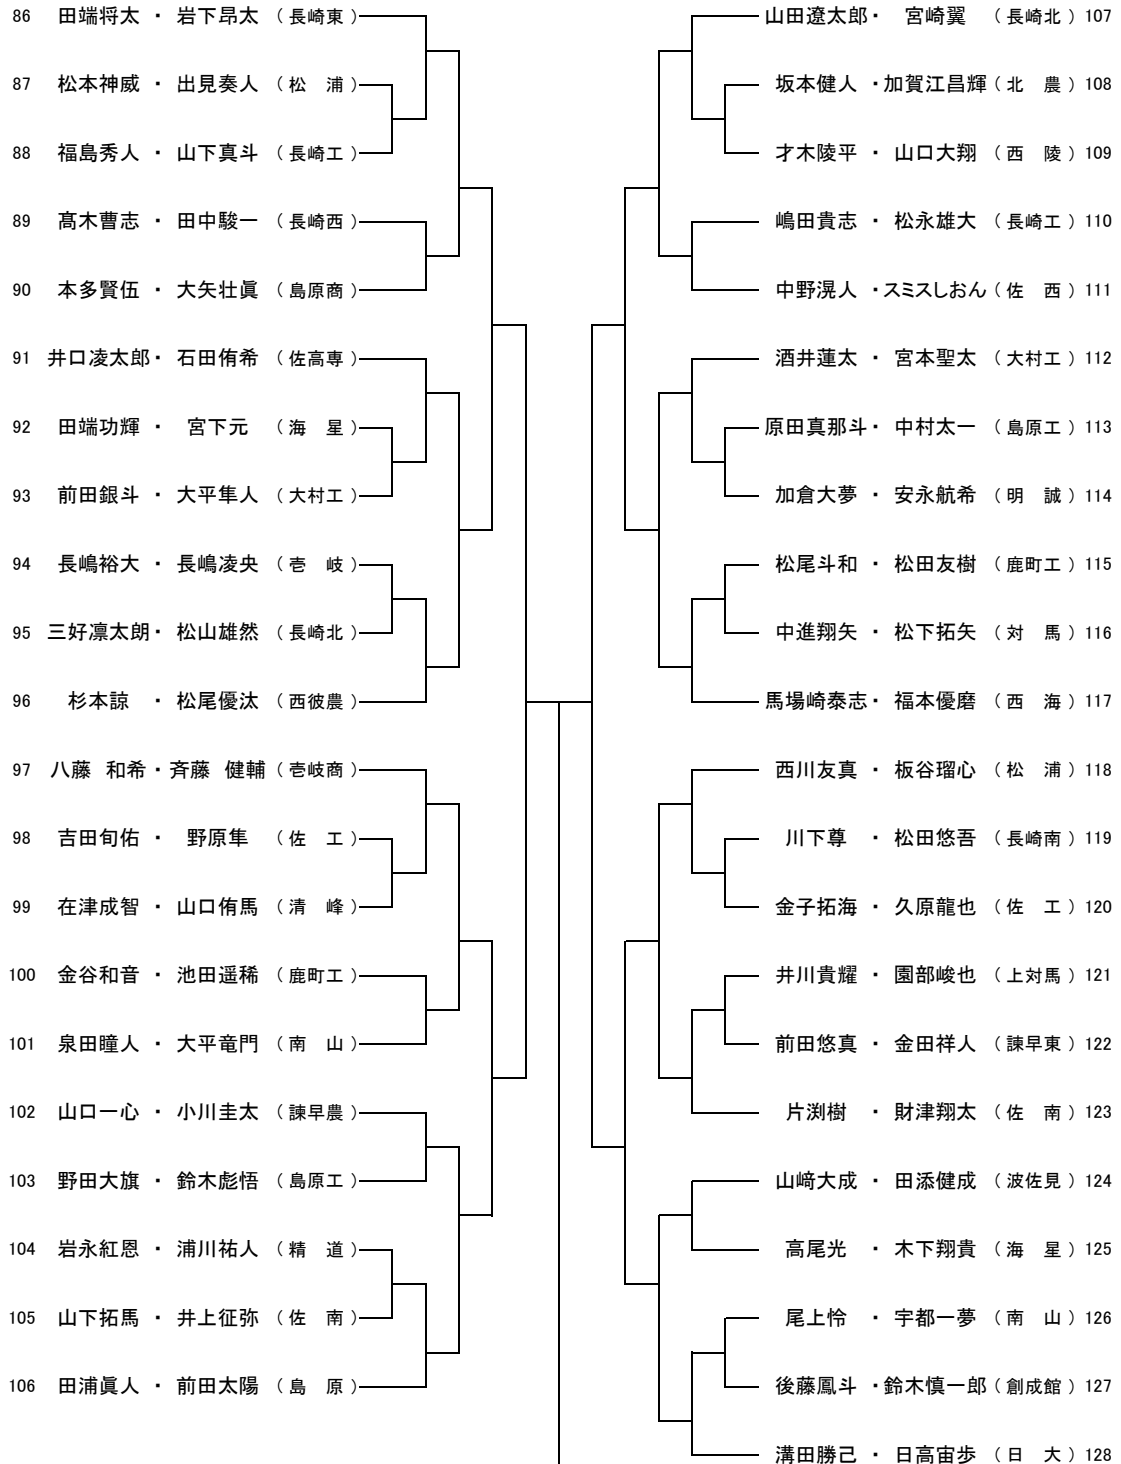 86 田端将太 ・ 岩下昂太 （ 長崎東 ）
87 松本神威 ・ 出見奏人 （ 松　浦 ）
88 福島秀人 ・ 山下真斗 （ 長崎工 ）
89 髙木曹志 ・ 田中駿一 （ 長崎西 ）
90 本多賢伍 ・ 大矢壮眞 （ 島原商 ）
91 井口凌太郎・ 石田侑希 （ 佐高専 ）
92 田端功輝 ・ 宮下元 （ 海　星 ）
93 前田銀斗 ・ 大平隼人 （ 大村工 ）
94 長嶋裕大 ・ 長嶋凌央 （ 壱　岐 ）
95 三好凛太朗・ 松山雄然 （ 長崎北 ）
96 杉本諒 ・ 松尾優汰 （ 西彼農 ）
97 八藤　和希・斉藤　健輔 （ 壱岐商 ）
98 吉田旬佑 ・ 野原隼 （ 佐　工 ）
99 在津成智 ・ 山口侑馬 （ 清　峰 ）
100 金谷和音 ・ 池田遥稀 （ 鹿町工 ）
101 泉田瞳人 ・ 大平竜門 （ 南　山 ）
102 山口一心 ・ 小川圭太 （ 諫早農 ）
103 野田大旗 ・ 鈴木彪悟 （ 島原工 ）
104 岩永紅恩 ・ 浦川祐人 （ 精　道 ）
105 山下拓馬 ・ 井上征弥 （ 佐　南 ）
106 田浦眞人 ・ 前田太陽 （ 島　原 ）
山田遼太郎・ 宮崎翼 （ 長崎北 ） 107
坂本健人 ・加賀江昌輝 （ 北　農 ） 108
才木陵平 ・ 山口大翔 （ 西　陵 ） 109
嶋田貴志 ・ 松永雄大 （ 長崎工 ） 110
中野滉人 ・スミスしおん （ 佐　西 ） 111
酒井蓮太 ・ 宮本聖太 （ 大村工 ） 112
原田真那斗・ 中村太一 （ 島原工 ） 113
加倉大夢 ・ 安永航希 （ 明　誠 ） 114
松尾斗和 ・ 松田友樹 （ 鹿町工 ） 115
中進翔矢 ・ 松下拓矢 （ 対　馬 ） 116
馬場崎泰志・ 福本優磨 （ 西　海 ） 117
西川友真 ・ 板谷瑠心 （ 松　浦 ） 118
川下尊 ・ 松田悠吾 （ 長崎南 ） 119
金子拓海 ・ 久原龍也 （ 佐　工 ） 120
井川貴耀 ・ 園部峻也 （ 上対馬 ） 121
前田悠真 ・ 金田祥人 （ 諫早東 ） 122
片渕樹 ・ 財津翔太 （ 佐　南 ） 123
山﨑大成 ・ 田添健成 （ 波佐見 ） 124
高尾光 ・ 木下翔貴 （ 海　星 ） 125
尾上怜 ・ 宇都一夢 （ 南　山 ） 126
後藤鳳斗 ・鈴木慎一郎 （ 創成館 ） 127
溝田勝己 ・ 日高宙歩 （ 日　大 ） 128